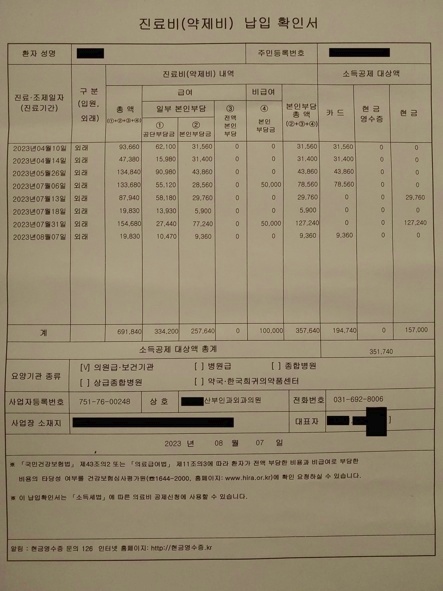 진료비(약제비) 납입 확인서
환자 성명 주민등록번호
진료·조제일자 (진료기간) 구 분 (입원, 외래) 진료비(약제비) 내역 소득공제 대상액
총 액 (①+②+③+④) 급여 비급여 본인부담 총 액 (②+③+④) 카 드 현 금 영수증 현 금
일부 본인부담 ③ 전액 본인 부담 ④ 본인 부담금
① 공단부담금 ② 본인부담금
2023년04월10일 외래 93,660 62,100 31,560 0 0 31,560 31,560 0 0
2023년04월14일 외래 47,380 15,980 31,400 0 0 31,400 31,400 0 0
2023년05월26일 외래 134,840 90,980 43,860 0 0 43,860 43,860 0 0
2023년07월06일 외래 133,680 55,120 28,560 0 50,000 78,560 78,560 0 0
2023년07월13일 외래 87,940 58,180 29,760 0 0 29,760 0 0 29,760
2023년07월18일 외래 19,830 13,930 5,900 0 0 5,900 0 0
2023년07월31일 외래 154,680 27,440 77,240 0 50,000 127,240 0 0 127,240
2023년08월07일 외래 19,830 10,470 9,360 0 0 9,360 9,360 0 0
계 691,840 334,200 257,640 0 100,000 357,640 194,740 0 157,000
소득공제 대상액 총계 351,740
요양기관 종류 [√] 의원급·보건기관 [ ] 병원급 [ ] 종합병원
[ ] 상급종합병원 [ ] 약국·한국희귀의약품센터
사업자등록번호 751-76-00248 상 호 산부인과외과의원 전화번호 031-692-8006
사업장 소재지 대표자 ]
2023 년 08 월 07 일
※ 「국민건강보험법」 제43조의2 또는 「의료급여법」 제11조의3에 따라 환자가 전액 부담한 비용과 비급여로 부담한
비용의 타당성 여부를 건강보험심사평가원(☎1644-2000, 홈페이지: www.hira.or.kr)에 확인 요청하실 수 있습니다.
※ 이 납입확인서는 「소득세법」에 따른 의료비 공제신청에 사용할 수 있습니다.
알림 : 현금영수증 문의 126 인터넷 홈페이지: http://현금영수증.kr